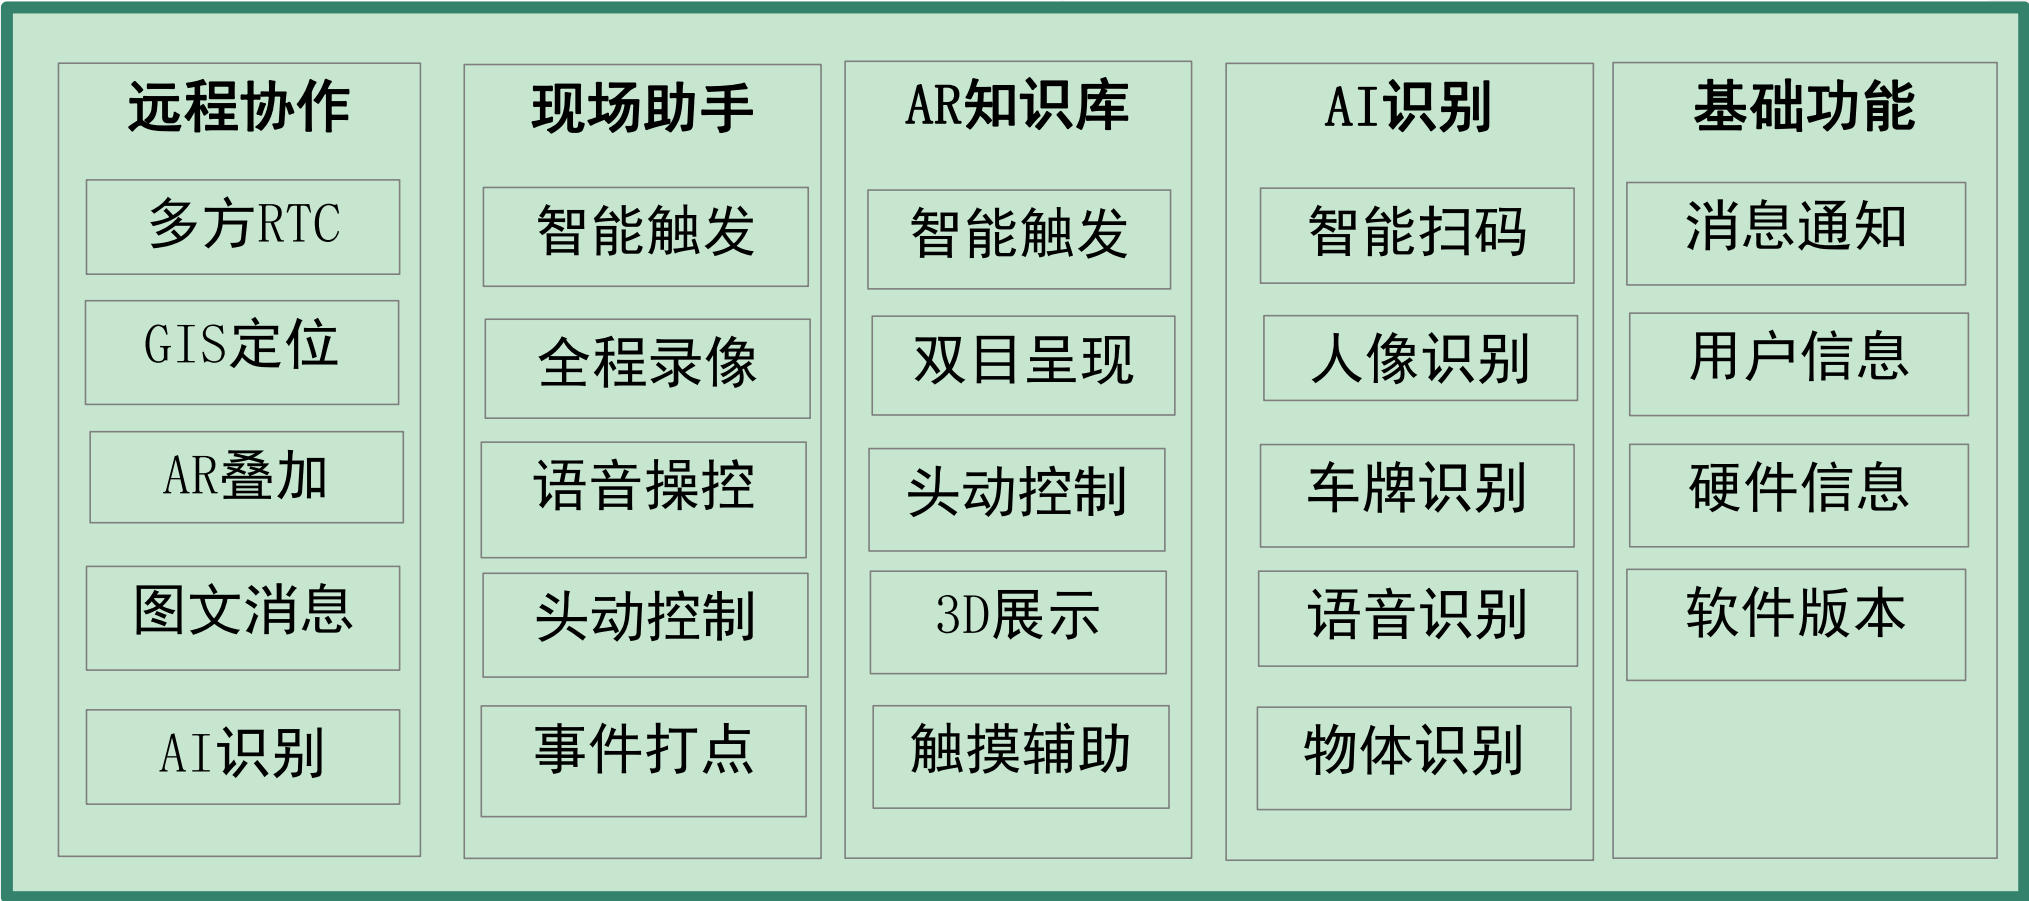 远程协作
多方RTC
GIS定位
AR叠加
图文消息
AI识别
现场助手
智能触发
全程录像
语音操控
头动控制
事件打点
AR知识库
智能触发
双目呈现
头动控制
3D展示
触摸辅助
AI识别
智能扫码
人像识别
车牌识别
语音识别
物体识别
基础功能
消息通知
用户信息
硬件信息
软件版本